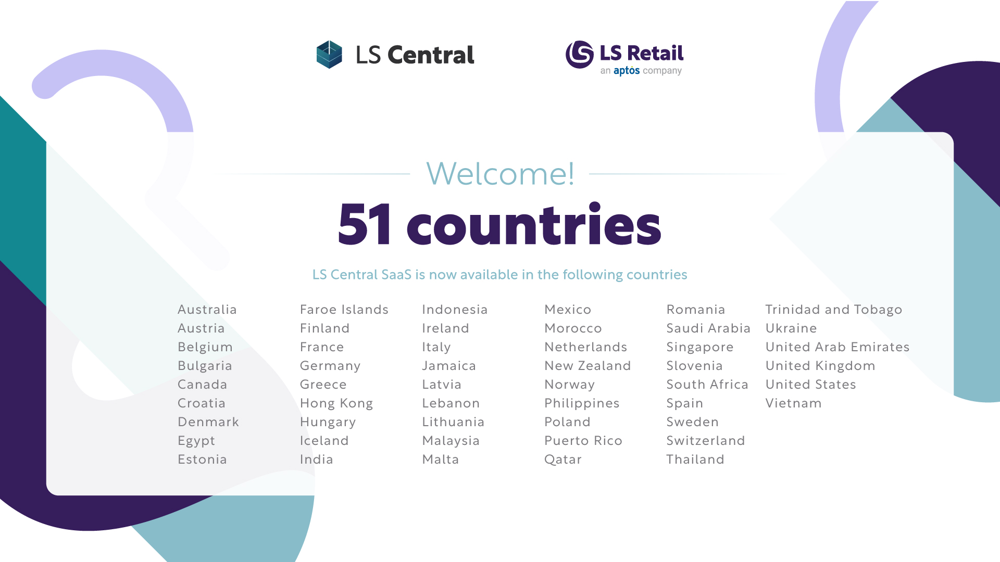 LS Central
LS Retail
an aptos company
Welcome!
51 countries
LS Central SaaS is now available in the following countries
Australia
Austria
Belgium
Bulgaria
Canada
Croatia
Denmark
Egypt
Estonia
Faroe Islands
Finland
France
Germany
Greece
Hong Kong
Hungary
Iceland
India
Indonesia
Ireland
Italy
Jamaica
Latvia
Lebanon
Lithuania
Malaysia
Malta
Mexico
Morocco
Netherlands
New Zealand
Norway
Philippines
Poland
Puerto Rico
Qatar
Romania
Saudi Arabia
Singapore
Slovenia
South Africa
Spain
Sweden
Switzerland
Thailand
Trinidad and Tobago
Ukraine
United Arab Emirates
United Kingdom
United States
Vietnam